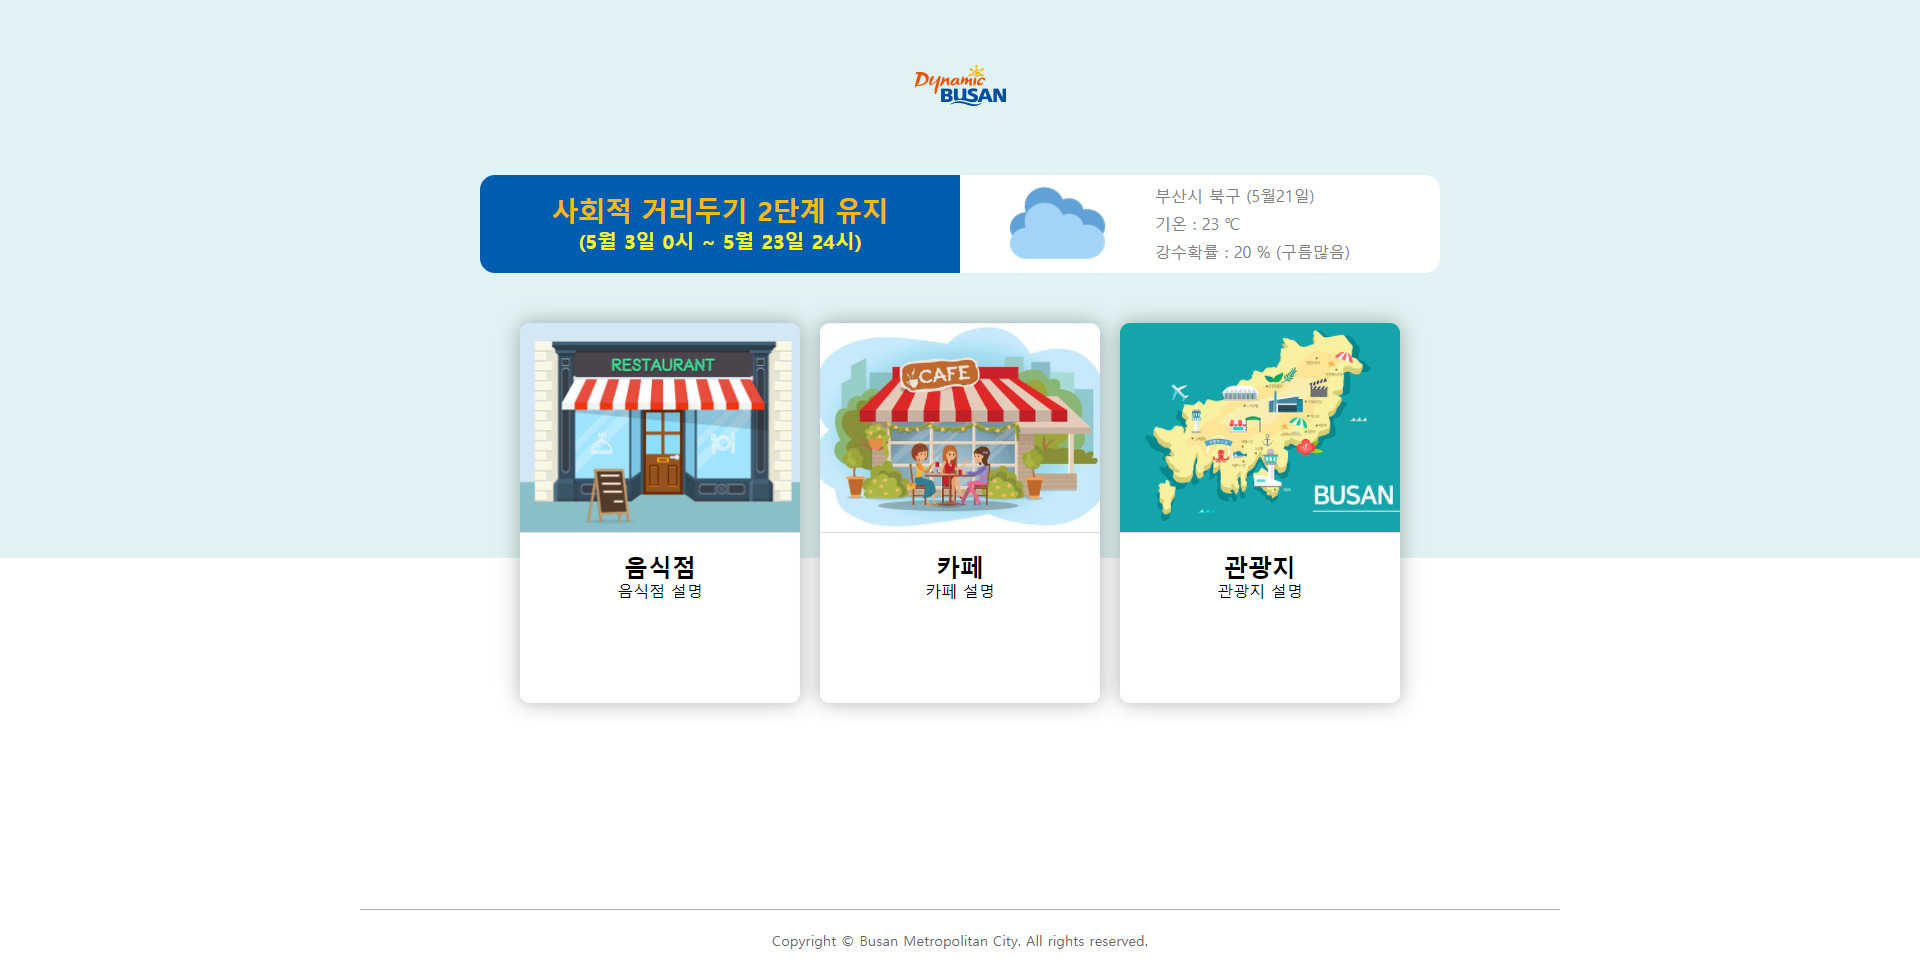 Dynamic
BUSAN
사회적 거리두기 2단계 유지
(5월 3일 0시 ~ 5월 23일 24시)
부산시 북구 (5월21일)
기온 : 23 ℃
강수확률 : 20 % (구름많음)
RESTAURANT
CAFE
BUSAN
음식점
음식점 설명
카페
카페 설명
관광지
관광지 설명
Copyright © Busan Metropolitan City. All rights reserved.